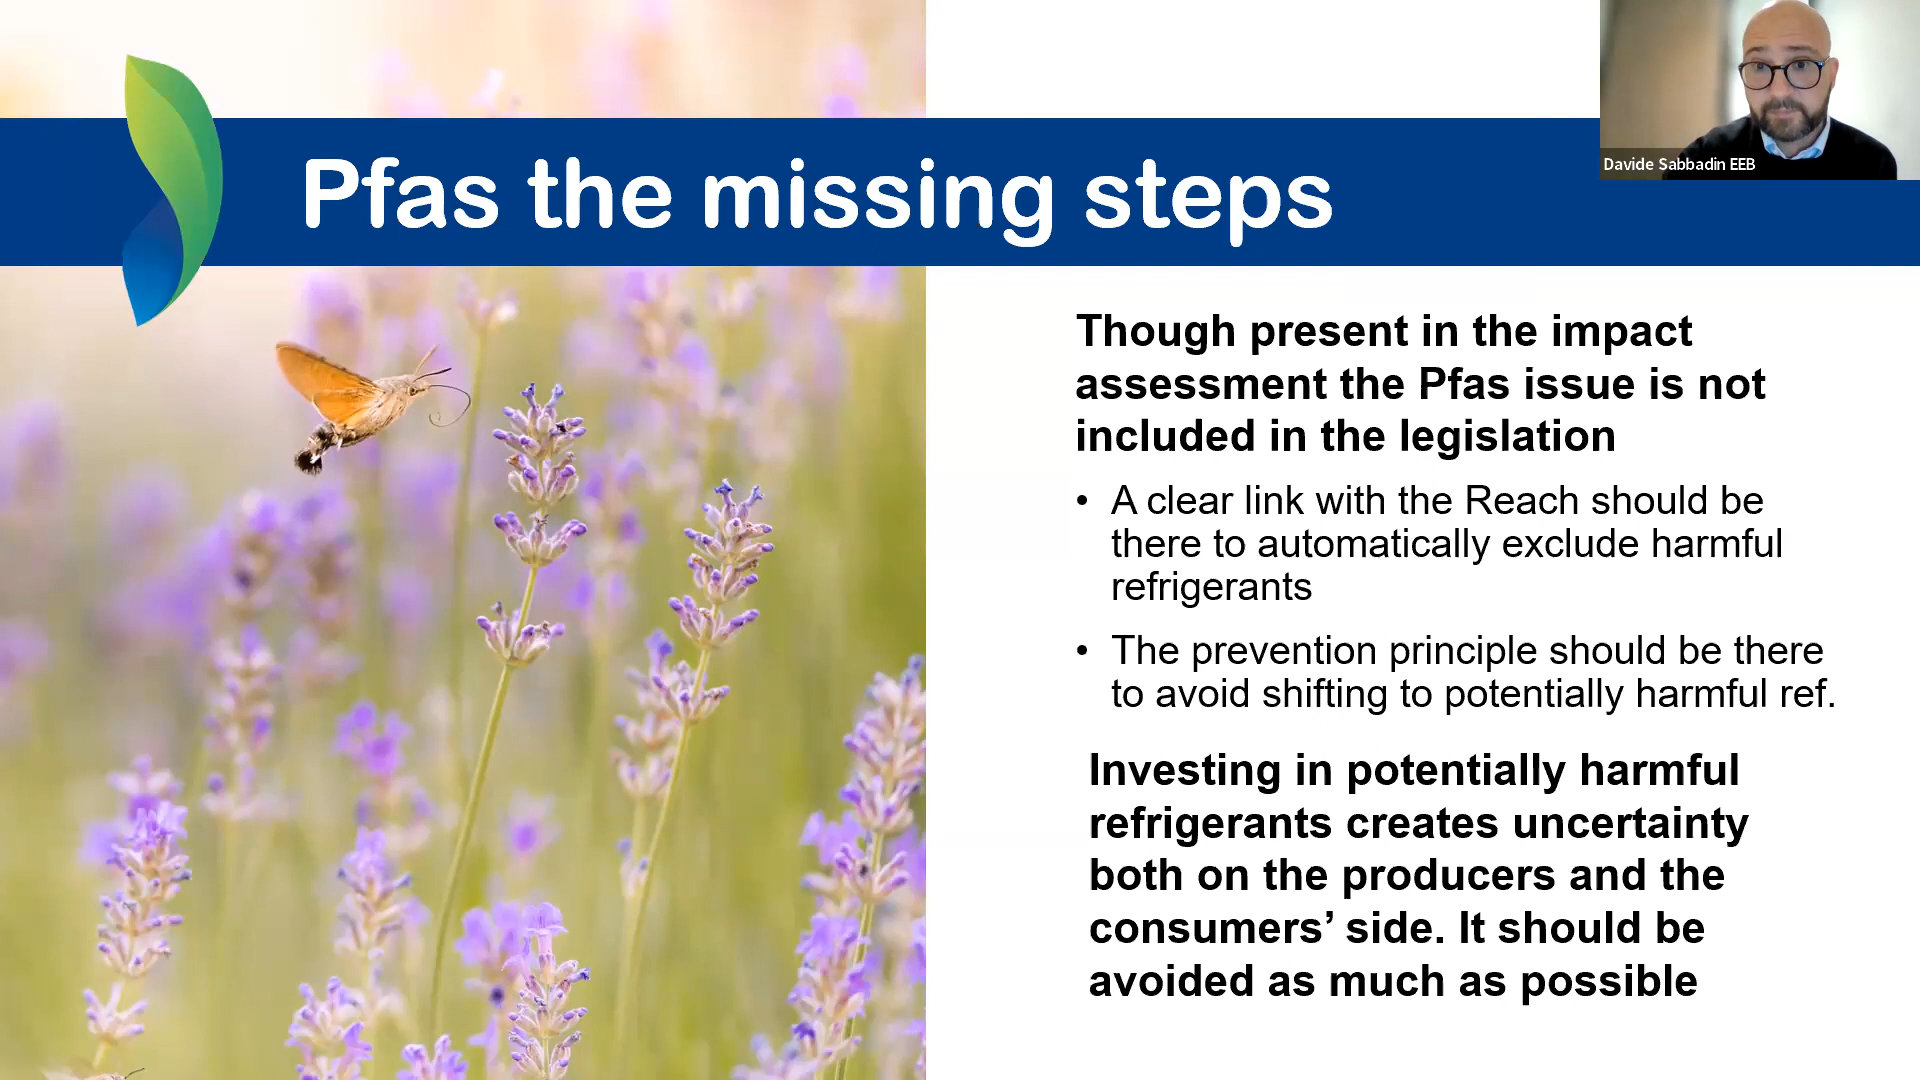 Davide Sabbadin EEB
Pfas the missing steps
Though present in the impact
assessment the Pfas issue is not
included in the legislation
• A clear link with the Reach should be
there to automatically exclude harmful
refrigerants
• The prevention principle should be there
to avoid shifting to potentially harmful ref.
Investing in potentially harmful
refrigerants creates uncertainty
both on the producers and the
consumers’ side. It should be
avoided as much as possible